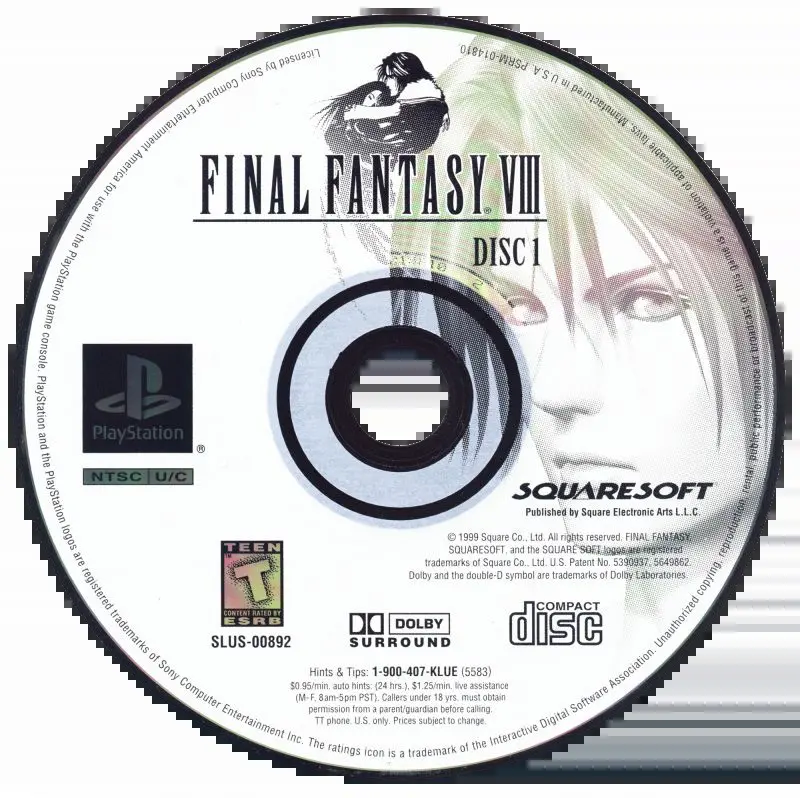 Licensed by Sony Computer Entertainment America for use with the PlayStation game console. PlayStation and the PlayStation logos are registered trademarks of Sony Computer Entertainment Inc. The ratings icon is a trademark of the Interactive Digital Software Association. Unauthorized copying, reproduction, rental, public performance or broadcast of this game is a violation of applicable laws. Manufactured in U.S.A. PSRM-014810
FINAL FANTASY® VIII
DISC 1
PlayStation®
NTSC U/C
SQUARESOFT
Published by Square Electronic Arts L.L.C.
© 1999 Square Co., Ltd. All rights reserved. FINAL FANTASY,
SQUARESOFT, and the SQUARE SOFT logos are registered
trademarks of Square Co., Ltd. U.S. Patent No. 5390937, 5649862.
Dolby and the double-D symbol are trademarks of Dolby Laboratories.
TEEN
T
CONTENT RATED BY
ESRB
SLUS-00892
DOLBY
SURROUND
COMPACT
disc
Hints & Tips: 1-900-407-KLUE (5583)
$0.95/min. auto hints: (24 hrs.), $1.25/min. live assistance
(M-F, 8am-5pm PST). Callers under 18 yrs. must obtain
permission from a parent/guardian before calling.
TT phone. U.S. only. Prices subject to change.